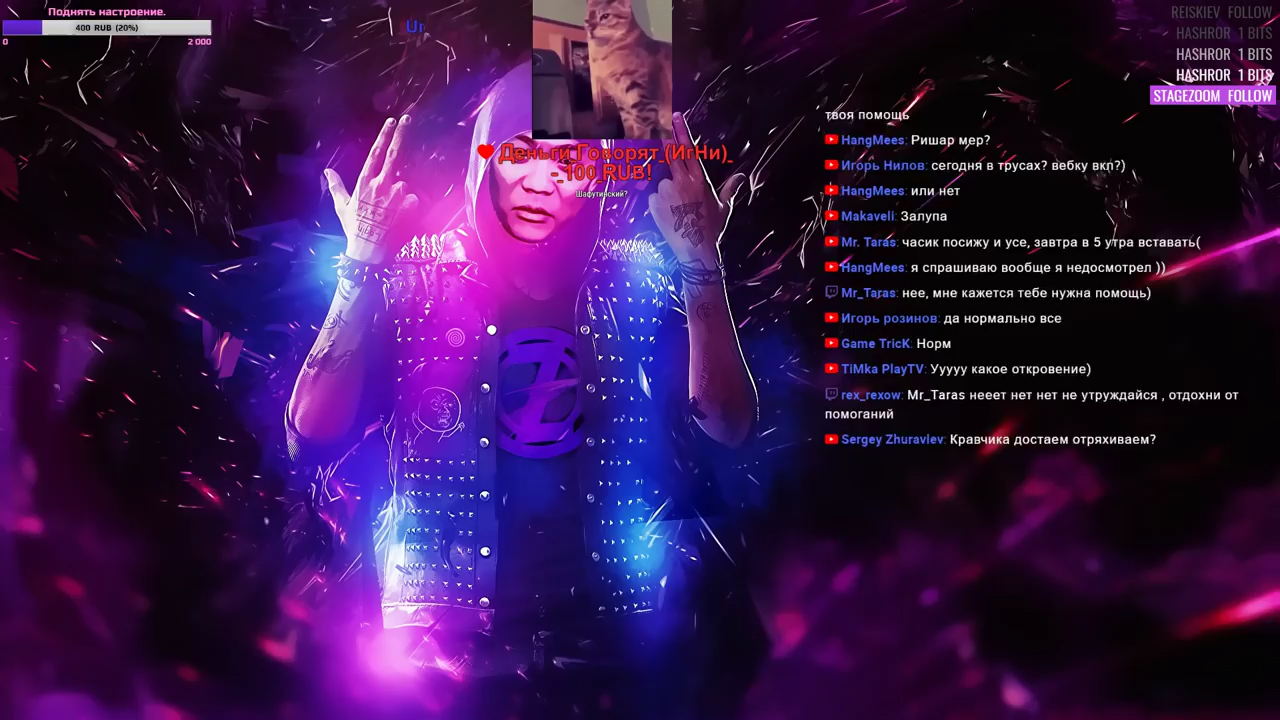 Поднять настроение.
400 RUB (20%)
0 2 000
Ur
REISKIEV FOLLOW
HASHROR 1 BITS
HASHROR 1 BITS
HASHROR 1 BITS
STAGEZOOM FOLLOW
Деньги_Говорят_(ИгНи)_
-_100_RUB!
Шафутинский?
твоя помощь
HangMees: Ришар мер?
Игорь Нилов: сегодня в трусах? вебку вкл?)
HangMees: или нет
Makaveli: Залупа
Mr. Taras: часик посижу и усе, завтра в 5 утра вставать(
HangMees: я спрашиваю вообще я недосмотрел ))
Mr_Taras: нее, мне кажется тебе нужна помощь)
Игорь розинов: да нормально все
Game TricK: Норм
TiMka PlayTV: Ууууу какое откровение)
rex_rexow: Mr_Taras нееет нет нет не утруждайся , отдохни от
помоганий
Sergey Zhuravlev: Кравчика достаем отряхиваем?